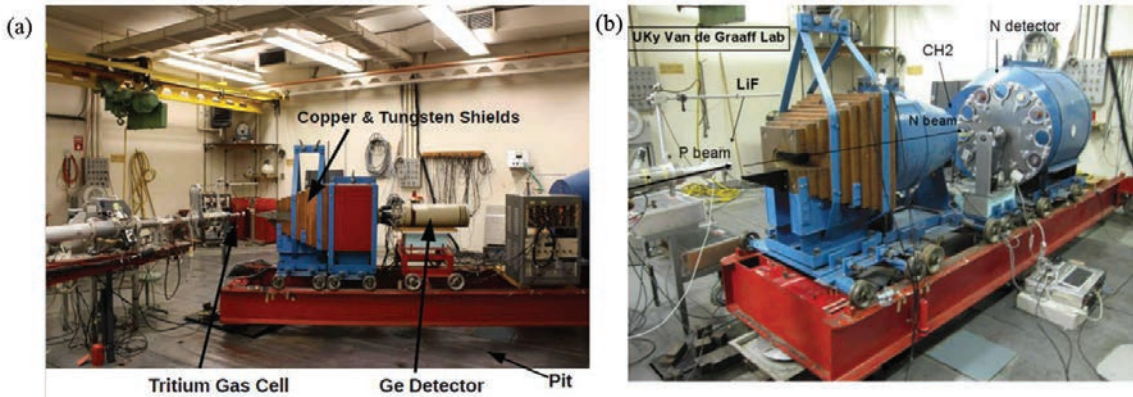 (a)
Copper & Tungsten Shields
Tritium Gas Cell
Ge Detector
Pit
(b)
UKy Van de Graaff Lab
N detector
CH2
LiF
N beam
P beam